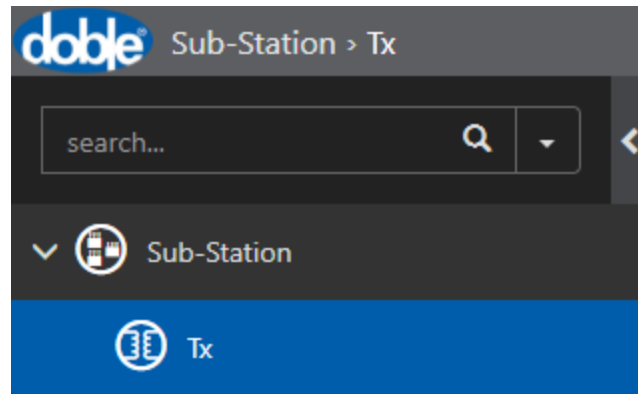 doble® Sub-Station › Tx
search...
Sub-Station
Tx